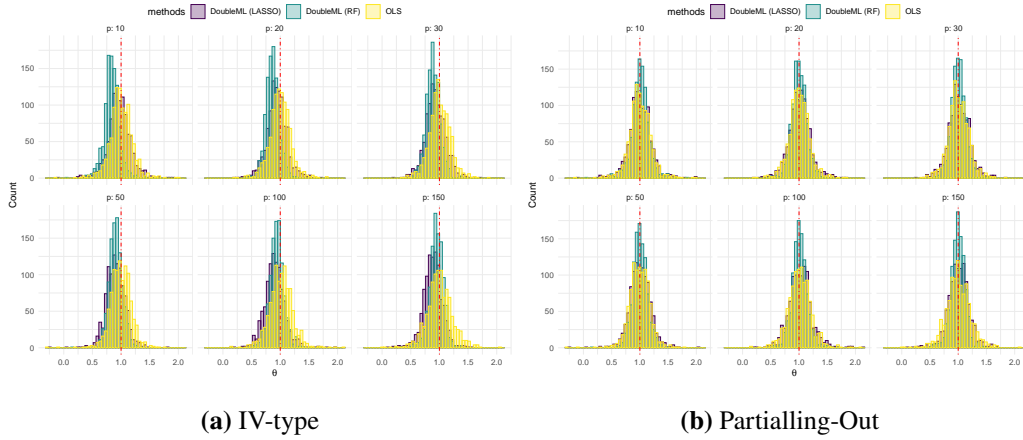 methods DoubleML (LASSO) DoubleML (RF) OLS
p: 10 p: 20 p: 30
150
100
50
0
p: 50 p: 100 p: 150
150
100
50
0
Count
0.0 0.5 1.0 1.5 2.0 0.0 0.5 1.0 1.5 2.0 0.0 0.5 1.0 1.5 2.0
θ
(a) IV-type
methods DoubleML (LASSO) DoubleML (RF) OLS
p: 10 p: 20 p: 30
150
100
50
0
p: 50 p: 100 p: 150
150
100
50
0
Count
0.0 0.5 1.0 1.5 2.0 0.0 0.5 1.0 1.5 2.0 0.0 0.5 1.0 1.5 2.0
θ
(b) Partialling-Out